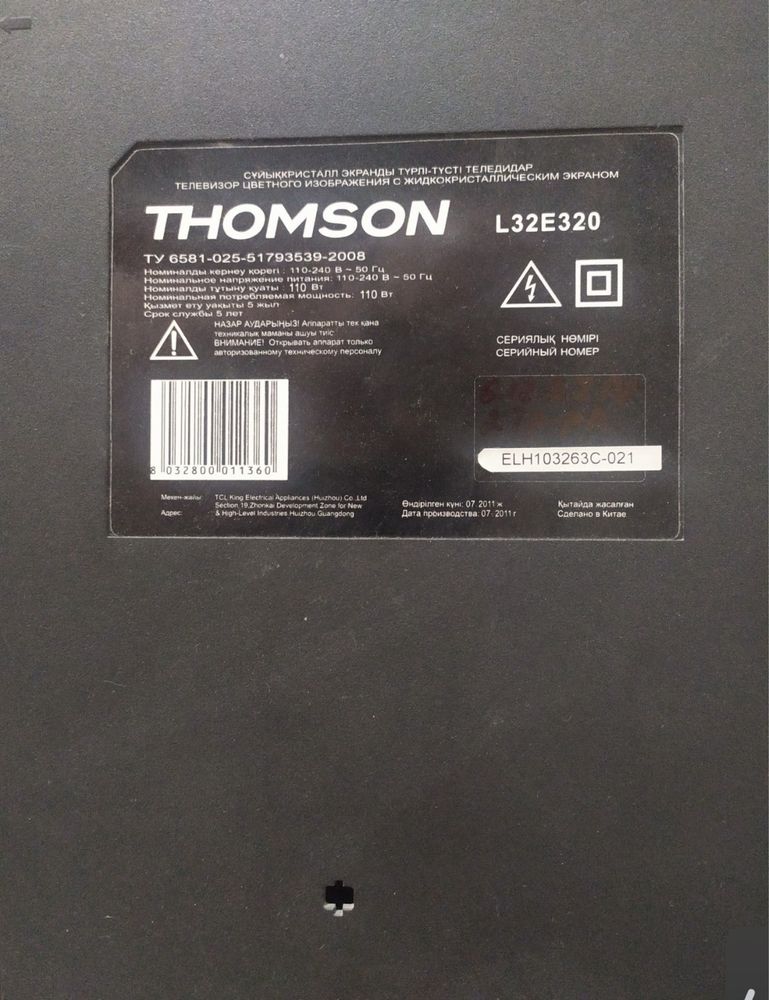 СҰЙЫҚКРИСТАЛЛ ЭКРАНДЫ ТҮРЛІ-ТҮСТІ ТЕЛЕДИДАР
ТЕЛЕВИЗОР ЦВЕТНОГО ИЗОБРАЖЕНИЯ С ЖИДКОКРИСТАЛЛИЧЕСКИМ ЭКРАНОМ
THOMSON L32E320
ТУ 6581-025-51793539-2008
Номиналды кернеу көрегі : 110-240 В ~ 50 Гц
Номинальное напряжение питания: 110-240 В ~ 50 Гц
Номиналды тұтыну қуаты : 110 Вт
Номинальная потребляемая мощность: 110 Вт
Қызмет ету уақыты 5 жыл
Срок службы 5 лет
НАЗАР АУДАРЫҢЫЗ! Аппаратты тек қана
техникалық маманы ашуы тиіс
ВНИМАНИЕ! Открывать аппарат только
авторизованному техническому персоналу
СЕРИЯЛЫҚ НӨМІРІ
СЕРИЙНЫЙ НОМЕР
8 032800 011360
ELH103263C-021
Мекен-жайы:
Адрес:
TCL King Electrical Appliances (Huizhou) Co.,Ltd
Section 19,Zhonkai Development Zone for New
& High-Level Industries.Huizhou.Guangdong
Өндірілген күні: 07. 2011 ж
Дата производства: 07. 2011 г
Қытайда жасалған
Сделано в Китае